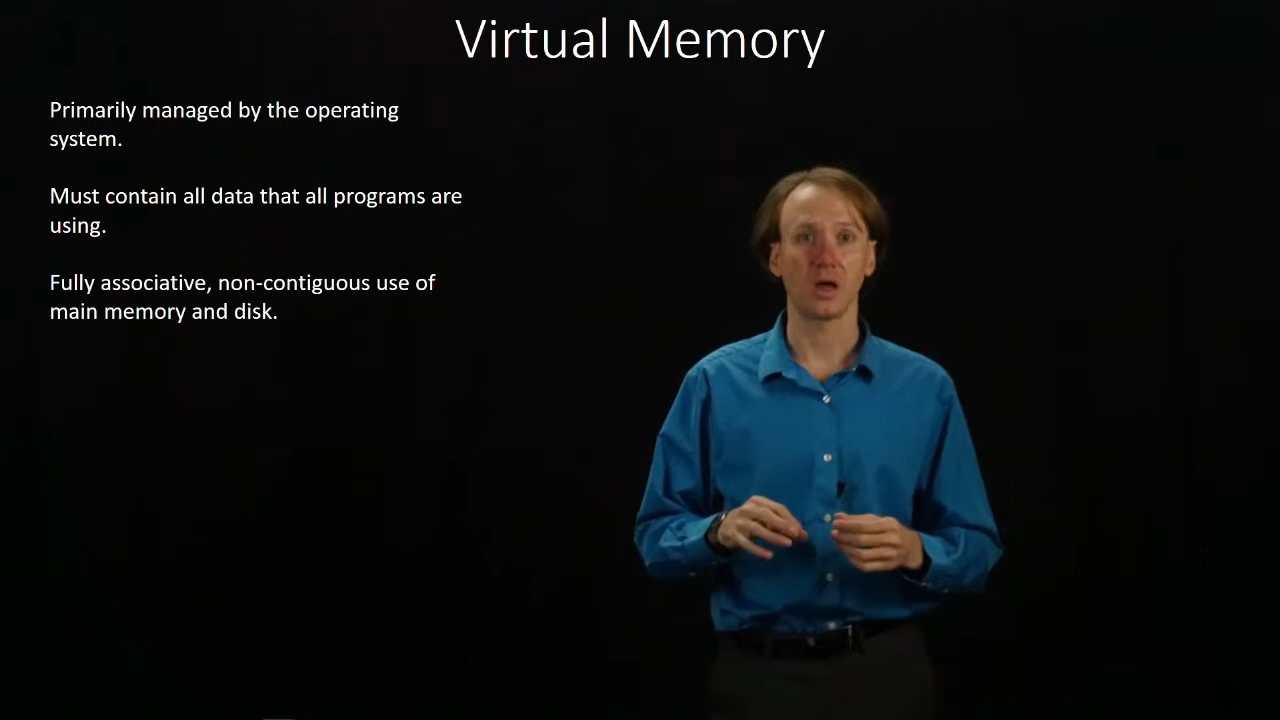 Virtual Memory
Primarily managed by the operating
system.
Must contain all data that all programs are
using.
Fully associative, non-contiguous use of
main memory and disk.